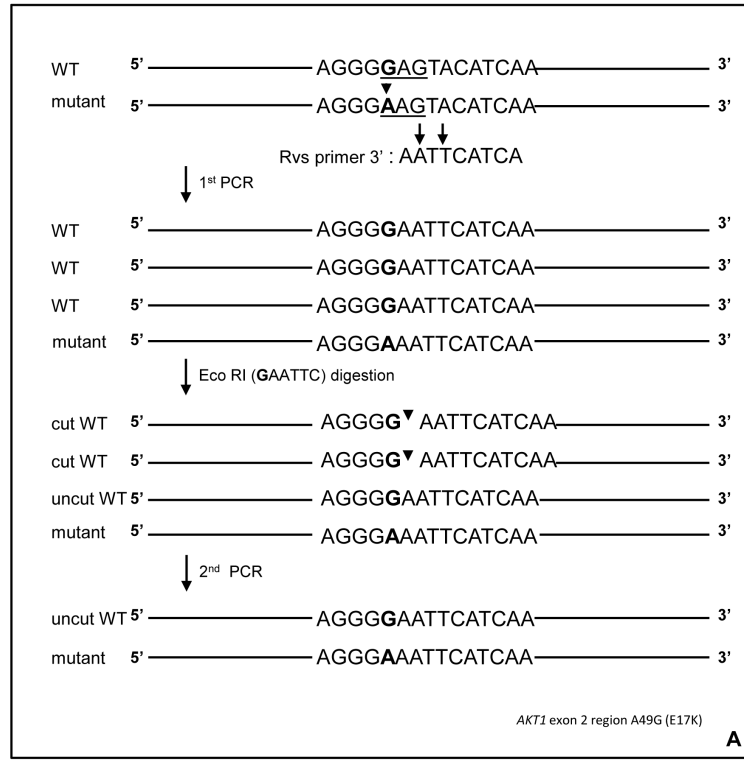 WT 5’ AGGGGAGTACATCAA 3’
mutant 5’ AGGGAAGTACATCAA 3’
Rvs primer 3’ : AATTCATCA
1st PCR
WT 5’ AGGGGAATTCATCAA 3’
WT 5’ AGGGGAATTCATCAA 3’
WT 5’ AGGGGAATTCATCAA 3’
mutant 5’ AGGGAAATTCATCAA 3’
Eco RI (GAATTC) digestion
cut WT 5’ AGGGG AATTCATCAA 3’
cut WT 5’ AGGGG AATTCATCAA 3’
uncut WT 5’ AGGGGAATTCATCAA 3’
mutant 5’ AGGGAAATTCATCAA 3’
2nd PCR
uncut WT 5’ AGGGGAATTCATCAA 3’
mutant 5’ AGGGAAATTCATCAA 3’
AKT1 exon 2 region A49G (E17K)
A